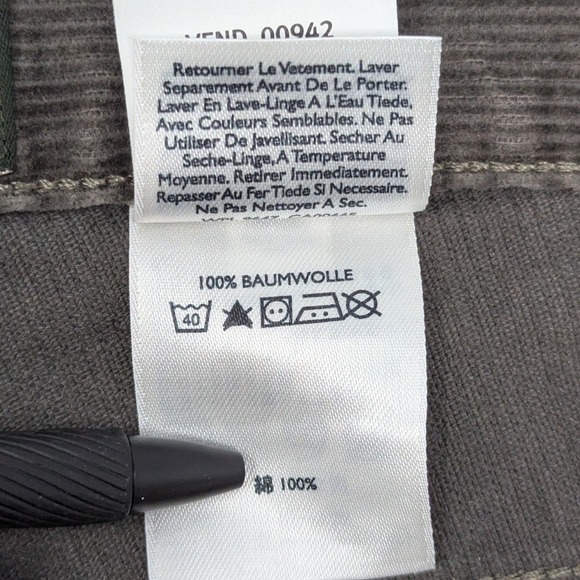 VEND 00942
Retourner Le Vetement. Laver
Separement Avant De Le Porter.
Laver En Lave-Linge A L'Eau Tiede,
Avec Couleurs Semblables. Ne Pas
Utiliser De Javellisant. Secher Au
Seche-Linge, A Temperature
Moyenne. Retirer Immediatement.
Repasser Au Fer Tiede Si Necessaire.
Ne Pas Nettoyer A Sec.
100% BAUMWOLLE
40
綿 100%